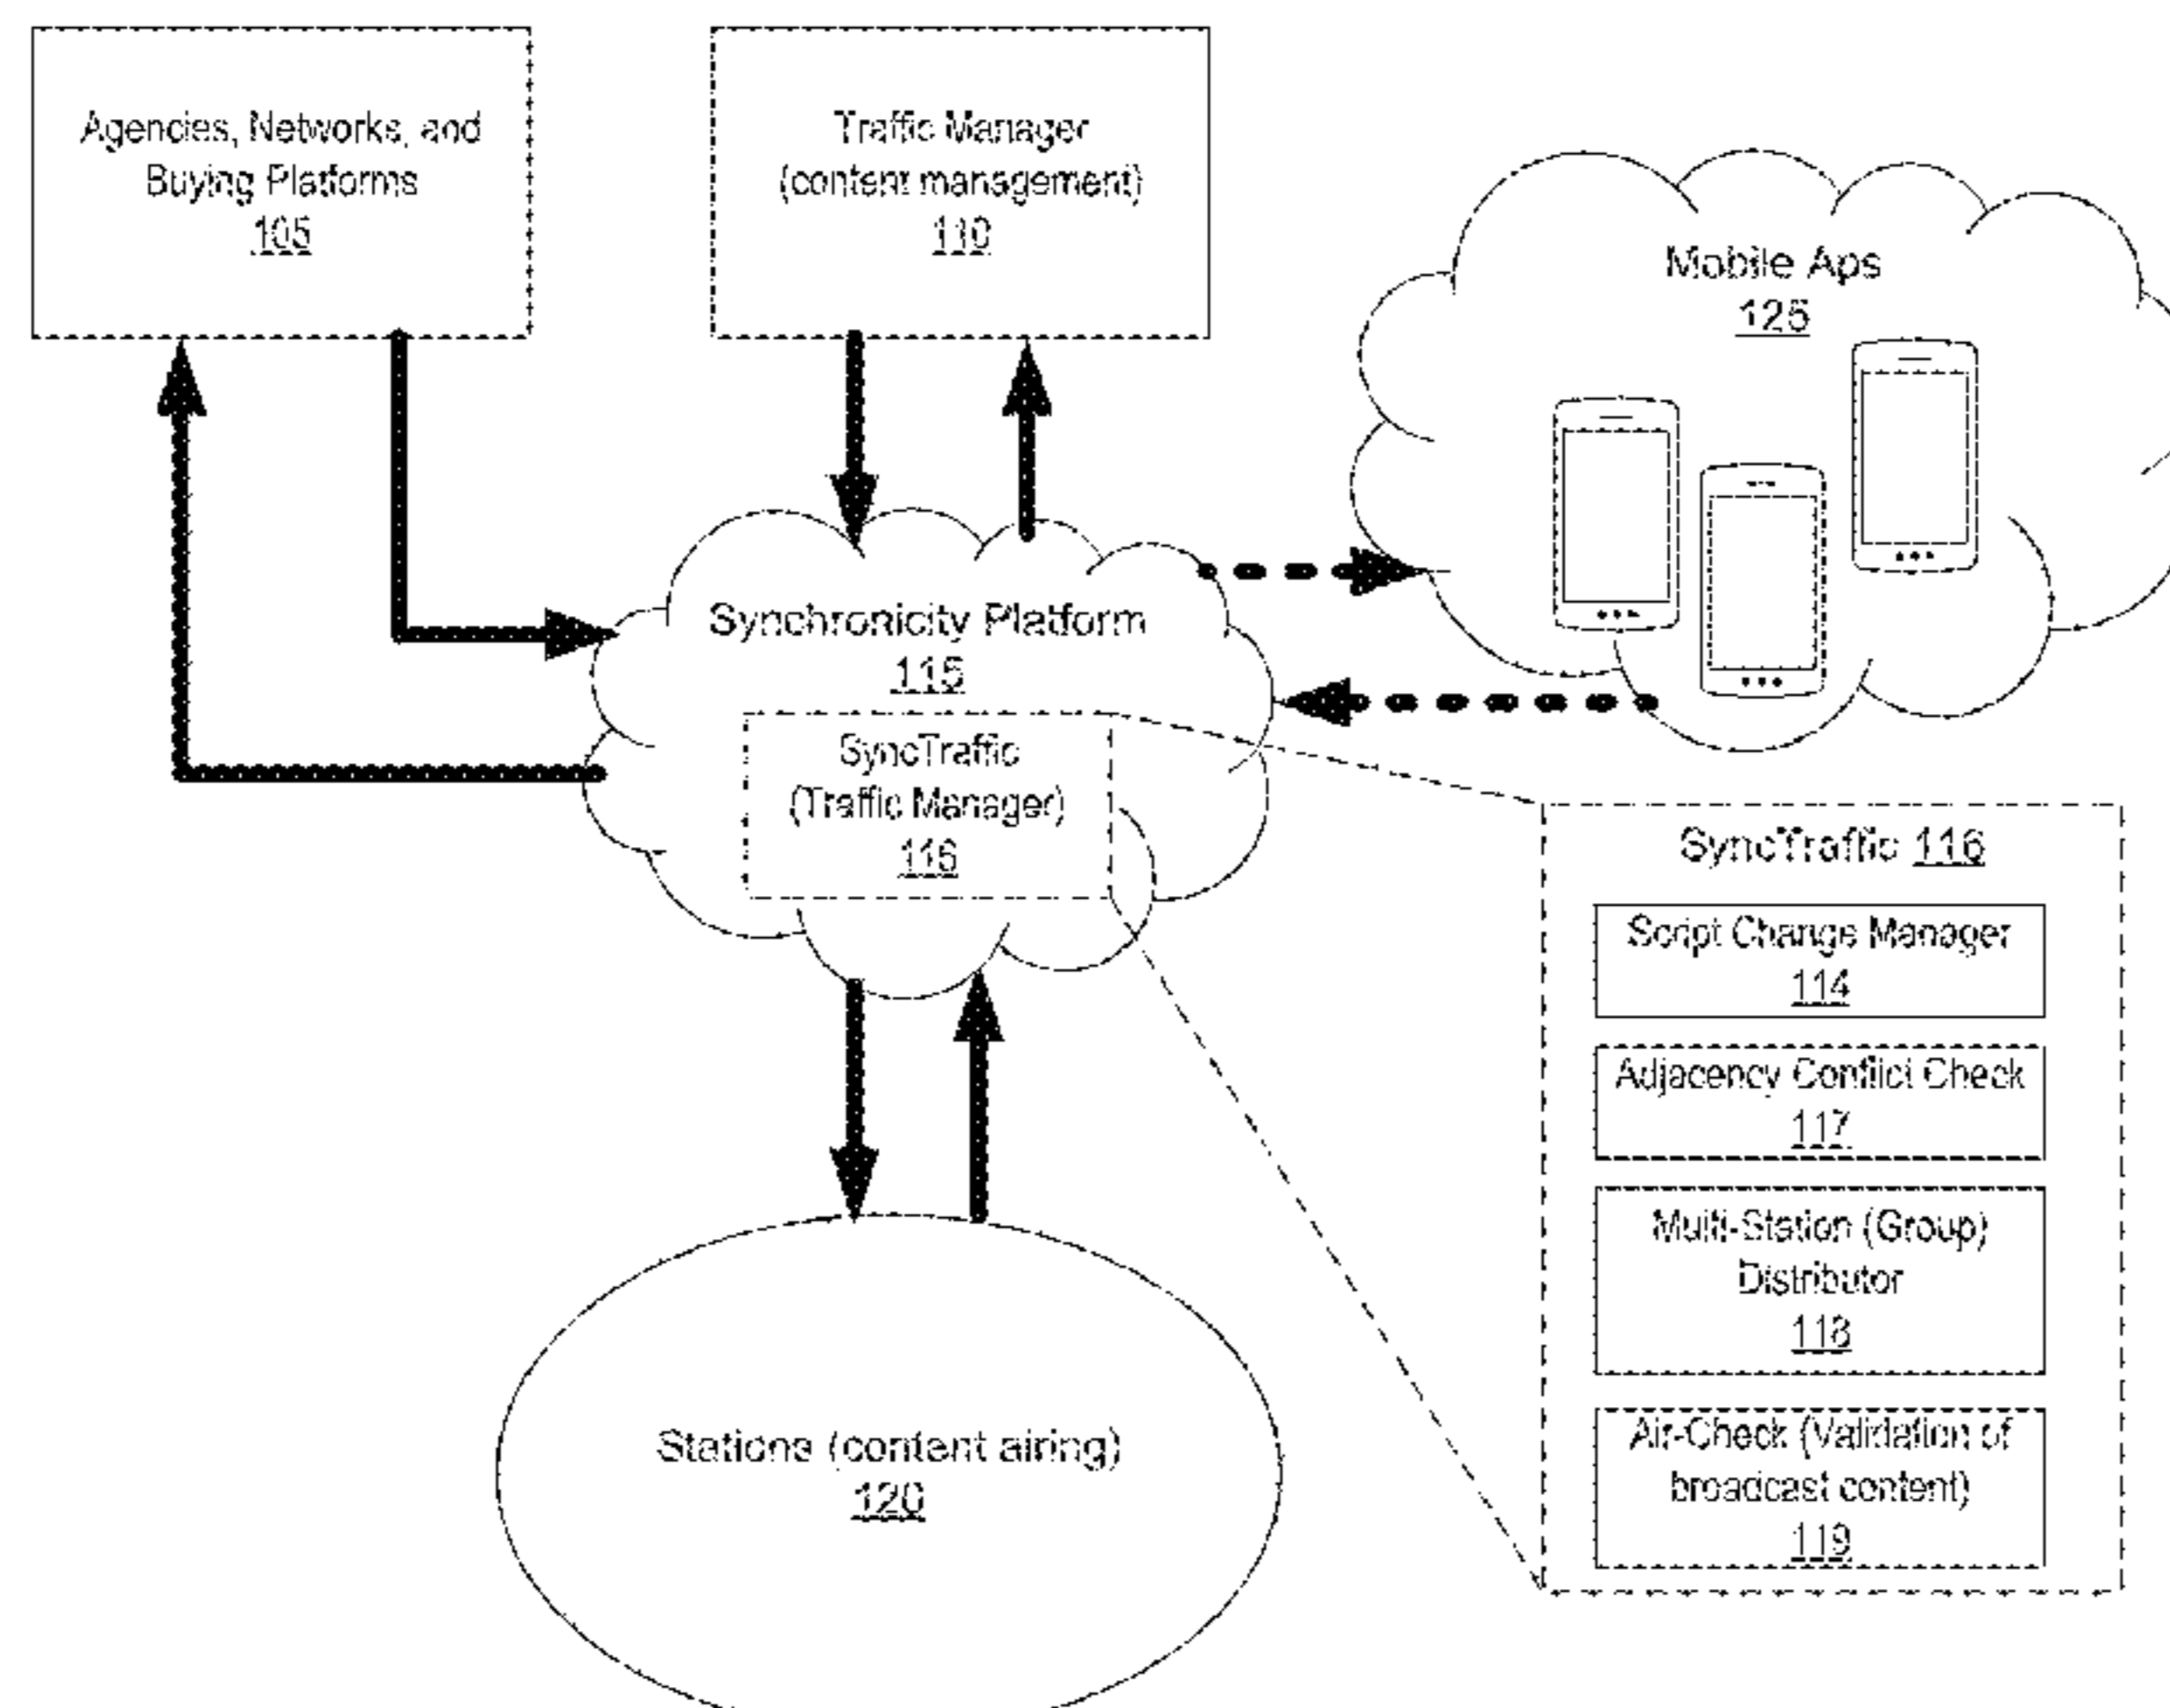 Agencies, Networks, and
Buying Platforms
105
Traffic Manager
(content management)
110
Mobile Aps
125
Synchronicity Platform
115
SyncTraffic
(Traffic Manager)
116
SyncTraffic 116
Script Change Manager
114
Adjacency Conflict Check
117
Multi-Station (Group)
Distributor
118
Air-Check (Validation of
broadcast content)
119
Stations (content airing)
120